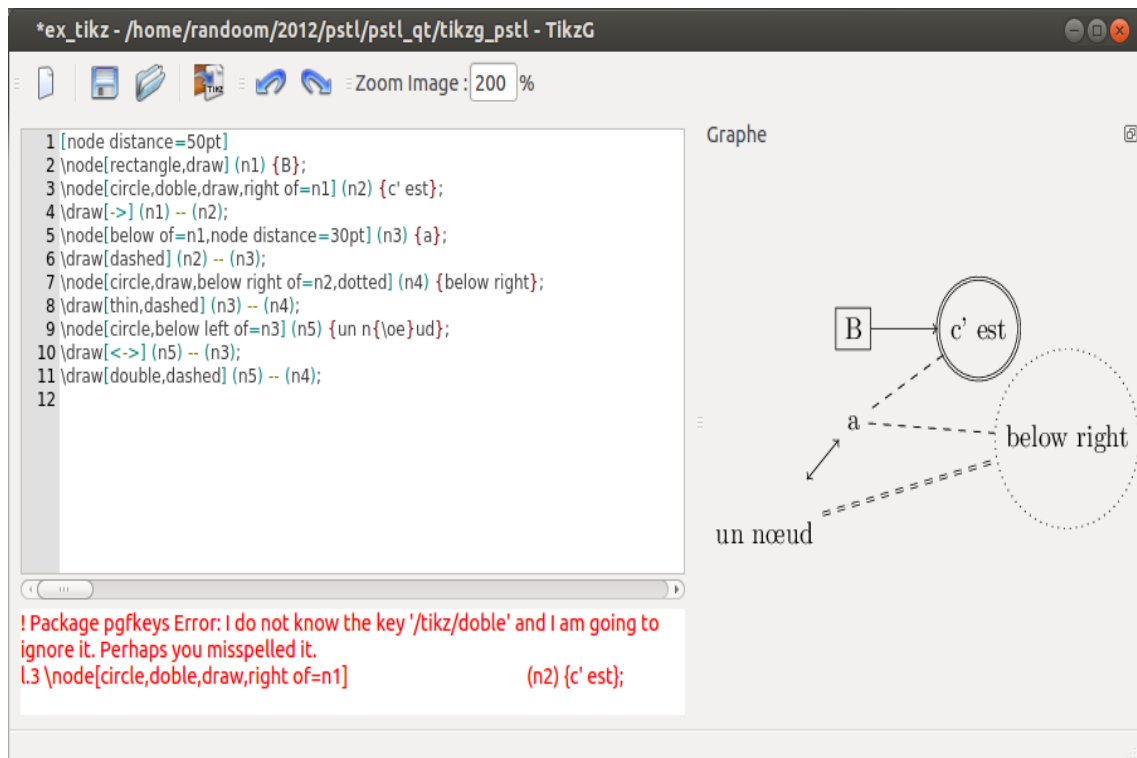 *ex_tikz - /home/randoom/2012/pstl/pstl_qt/tikzg_pstl - TikzG
TIKZ
Zoom Image : 200 %
1 [node distance=50pt]
2 \node[rectangle,draw] (n1) {B};
3 \node[circle,doble,draw,right of=n1] (n2) {c' est};
4 \draw[->] (n1) -- (n2);
5 \node[below of=n1,node distance=30pt] (n3) {a};
6 \draw[dashed] (n2) -- (n3);
7 \node[circle,draw,below right of=n2,dotted] (n4) {below right};
8 \draw[thin,dashed] (n3) -- (n4);
9 \node[circle,below left of=n3] (n5) {un n{\oe}ud};
10 \draw[<->] (n5) -- (n3);
11 \draw[double,dashed] (n5) -- (n4);
12
! Package pgfkeys Error: I do not know the key '/tikz/doble' and I am going to
ignore it. Perhaps you misspelled it.
l.3 \node[circle,doble,draw,right of=n1] (n2) {c' est};
Graphe
B
c' est
a
below right
un nœud